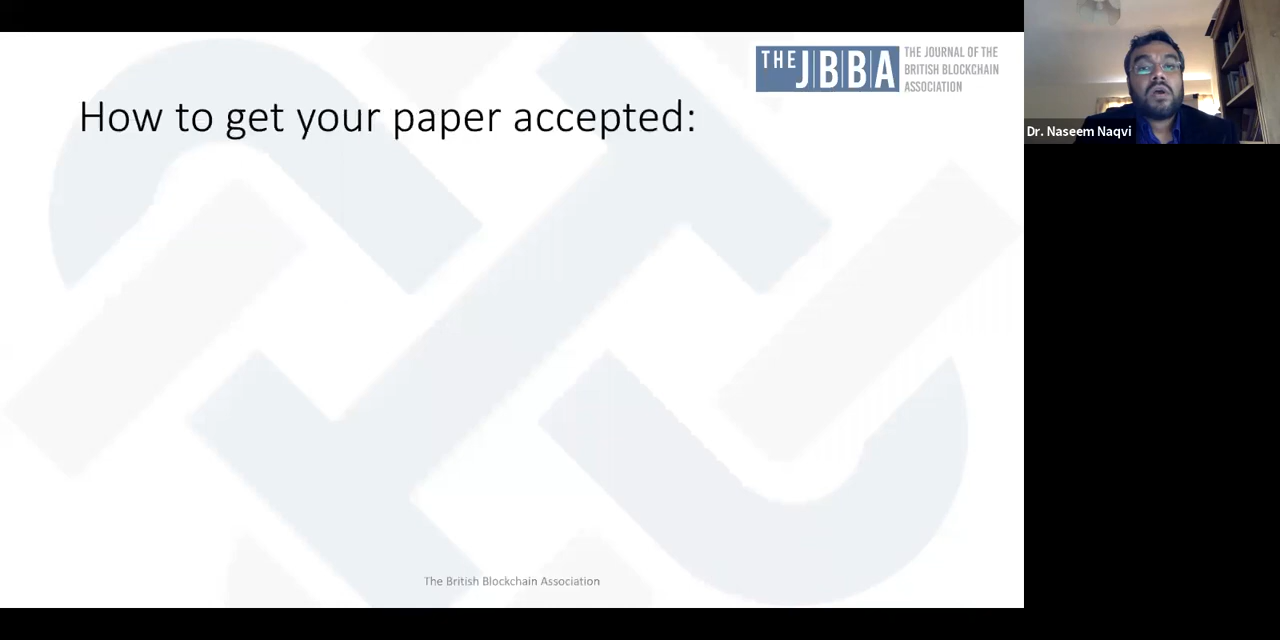 THE JBBA
THE JOURNAL OF THE
BRITISH BLOCKCHAIN
ASSOCIATION
How to get your paper accepted:
Dr. Naseem Naqvi
The British Blockchain Association